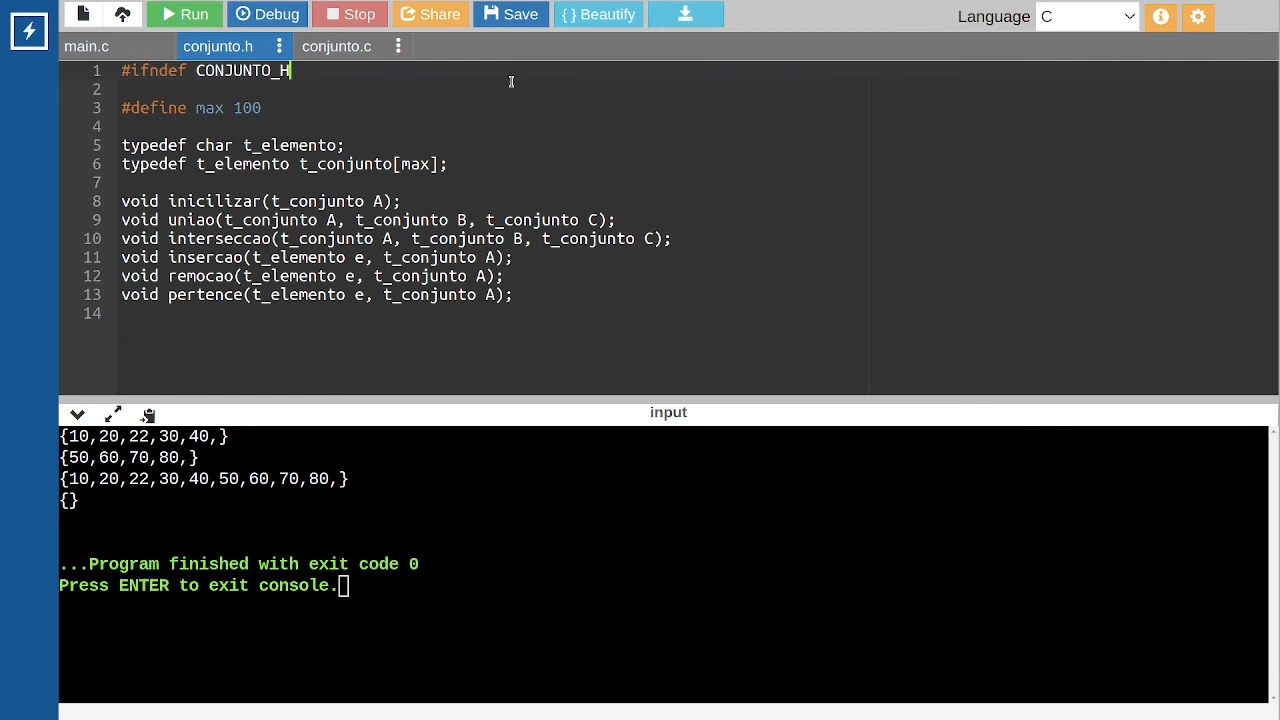 Run Debug Stop Share Save { } Beautify Language C
main.c conjunto.h conjunto.c
1 #ifndef CONJUNTO_H
2
3 #define max 100
4
5 typedef char t_elemento;
6 typedef t_elemento t_conjunto[max];
7
8 void inicilizar(t_conjunto A);
9 void uniao(t_conjunto A, t_conjunto B, t_conjunto C);
10 void interseccao(t_conjunto A, t_conjunto B, t_conjunto C);
11 void insercao(t_elemento e, t_conjunto A);
12 void remocao(t_elemento e, t_conjunto A);
13 void pertence(t_elemento e, t_conjunto A);
14
input
{10,20,22,30,40,}
{50,60,70,80,}
{10,20,22,30,40,50,60,70,80,}
{}
...Program finished with exit code 0
Press ENTER to exit console.